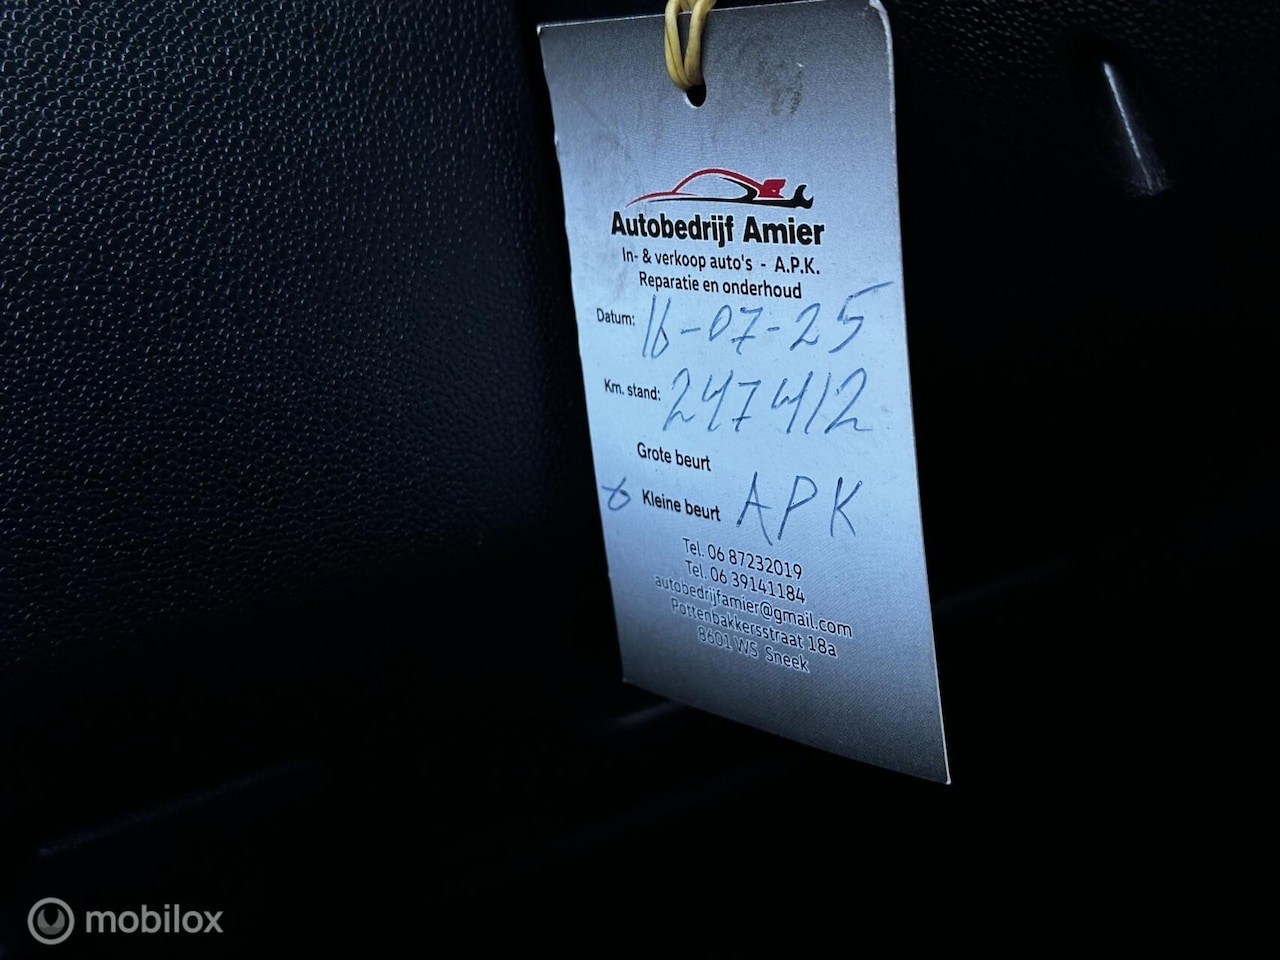 Autobedrijf Amier
In- & verkoop auto's - A.P.K.
Reparatie en onderhoud
Datum: 16-07-25
Km. stand: 247412
Grote beurt
x Kleine beurt APK
Tel. 06 87232019
Tel. 06 39141184
autobedrijfamier@gmail.com
Pottenbakkersstraat 18a
8601 WS Sneek
mobilox